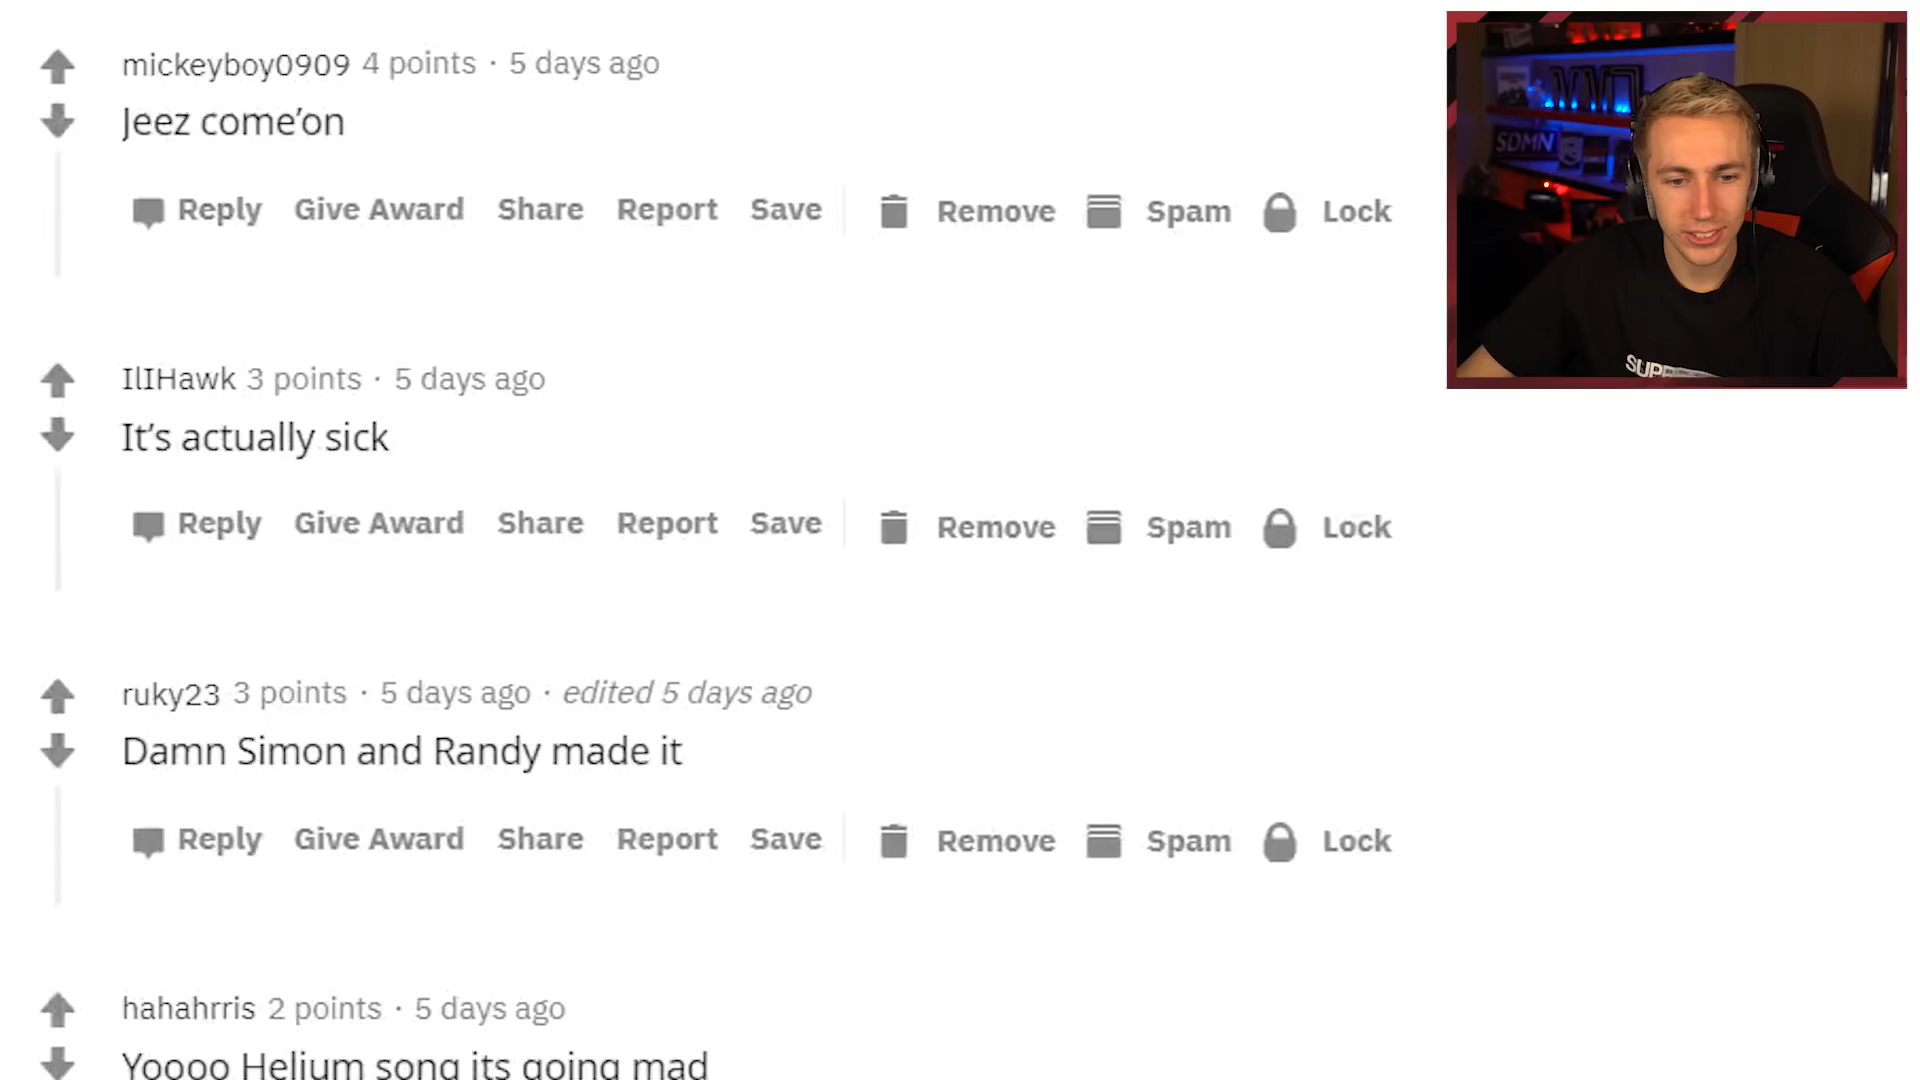 mickeyboy0909 4 points · 5 days ago
Jeez come’on
Reply Give Award Share Report Save Remove Spam Lock
IlIHawk 3 points · 5 days ago
It’s actually sick
Reply Give Award Share Report Save Remove Spam Lock
ruky23 3 points · 5 days ago · edited 5 days ago
Damn Simon and Randy made it
Reply Give Award Share Report Save Remove Spam Lock
hahahrris 2 points · 5 days ago
Yoooo Helium song its going mad
SDMN